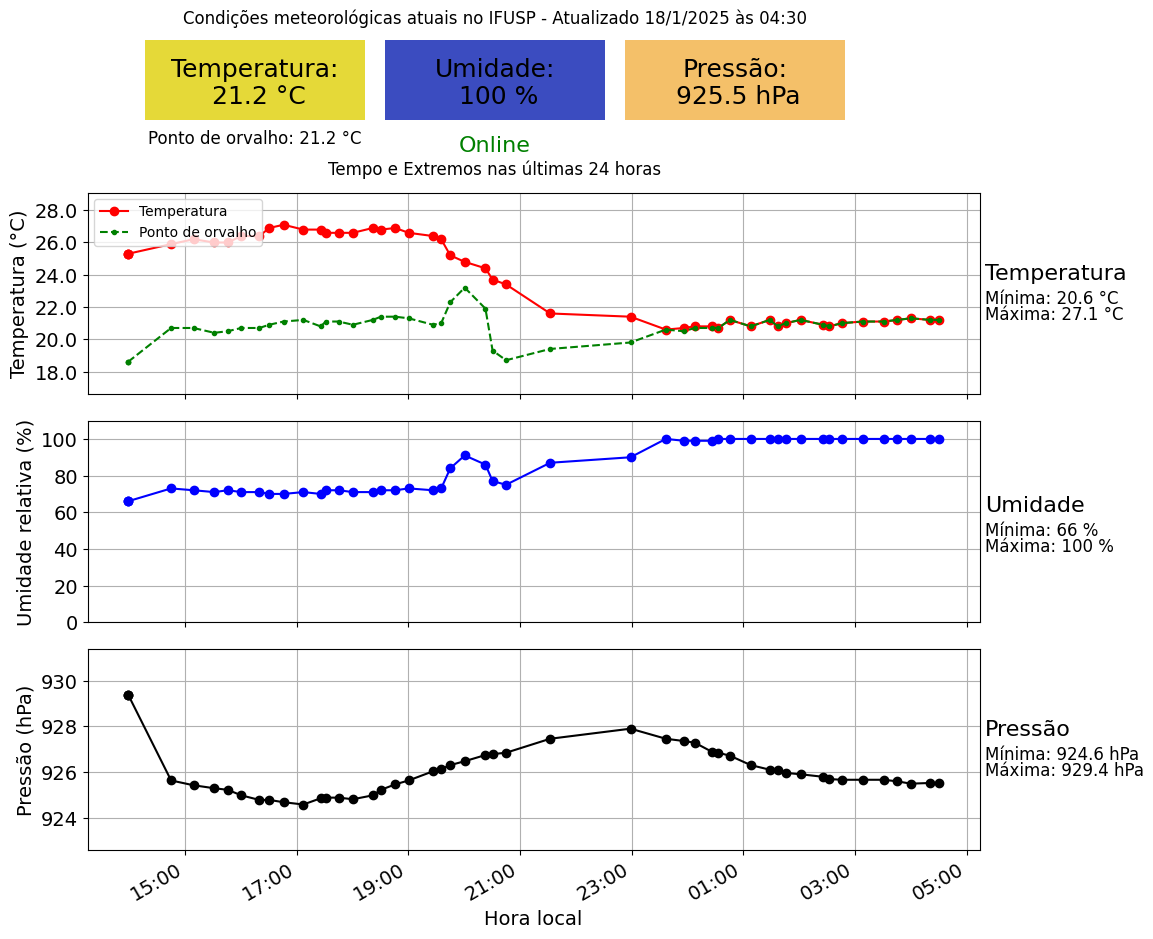 Condições meteorológicas atuais no IFUSP - Atualizado 18/1/2025 às 04:30
Temperatura:
21.2 °C
Umidade:
100 %
Pressão:
925.5 hPa
Ponto de orvalho: 21.2 °C
Online
Tempo e Extremos nas últimas 24 horas
Temperatura
Ponto de orvalho
Temperatura (°C)
28.0
26.0
24.0
22.0
20.0
18.0
Temperatura
Mínima: 20.6 °C
Máxima: 27.1 °C
Umidade relativa (%)
100
80
60
40
20
0
Umidade
Mínima: 66 %
Máxima: 100 %
Pressão (hPa)
930
928
926
924
Pressão
Mínima: 924.6 hPa
Máxima: 929.4 hPa
15:00
17:00
19:00
21:00
23:00
01:00
03:00
05:00
Hora local